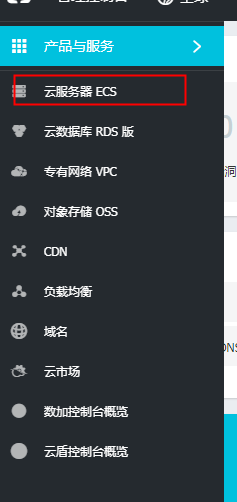 产品与服务
云服务器 ECS
云数据库 RDS 版
专有网络 VPC
对象存储 OSS
CDN
负载均衡
域名
云市场
数加控制台概览
云盾控制台概览
洞